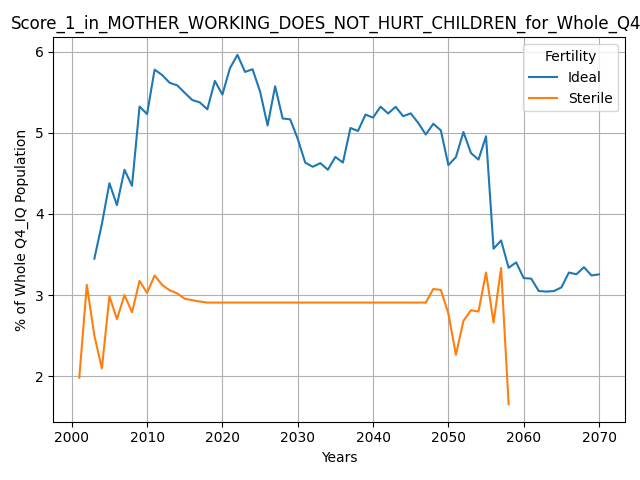 Score_1_in_MOTHER_WORKING_DOES_NOT_HURT_CHILDREN_for_Whole_Q4
Fertility
Ideal
Sterile
% of Whole Q4_IQ Population
6
5
4
3
2
2000 2010 2020 2030 2040 2050 2060 2070
Years